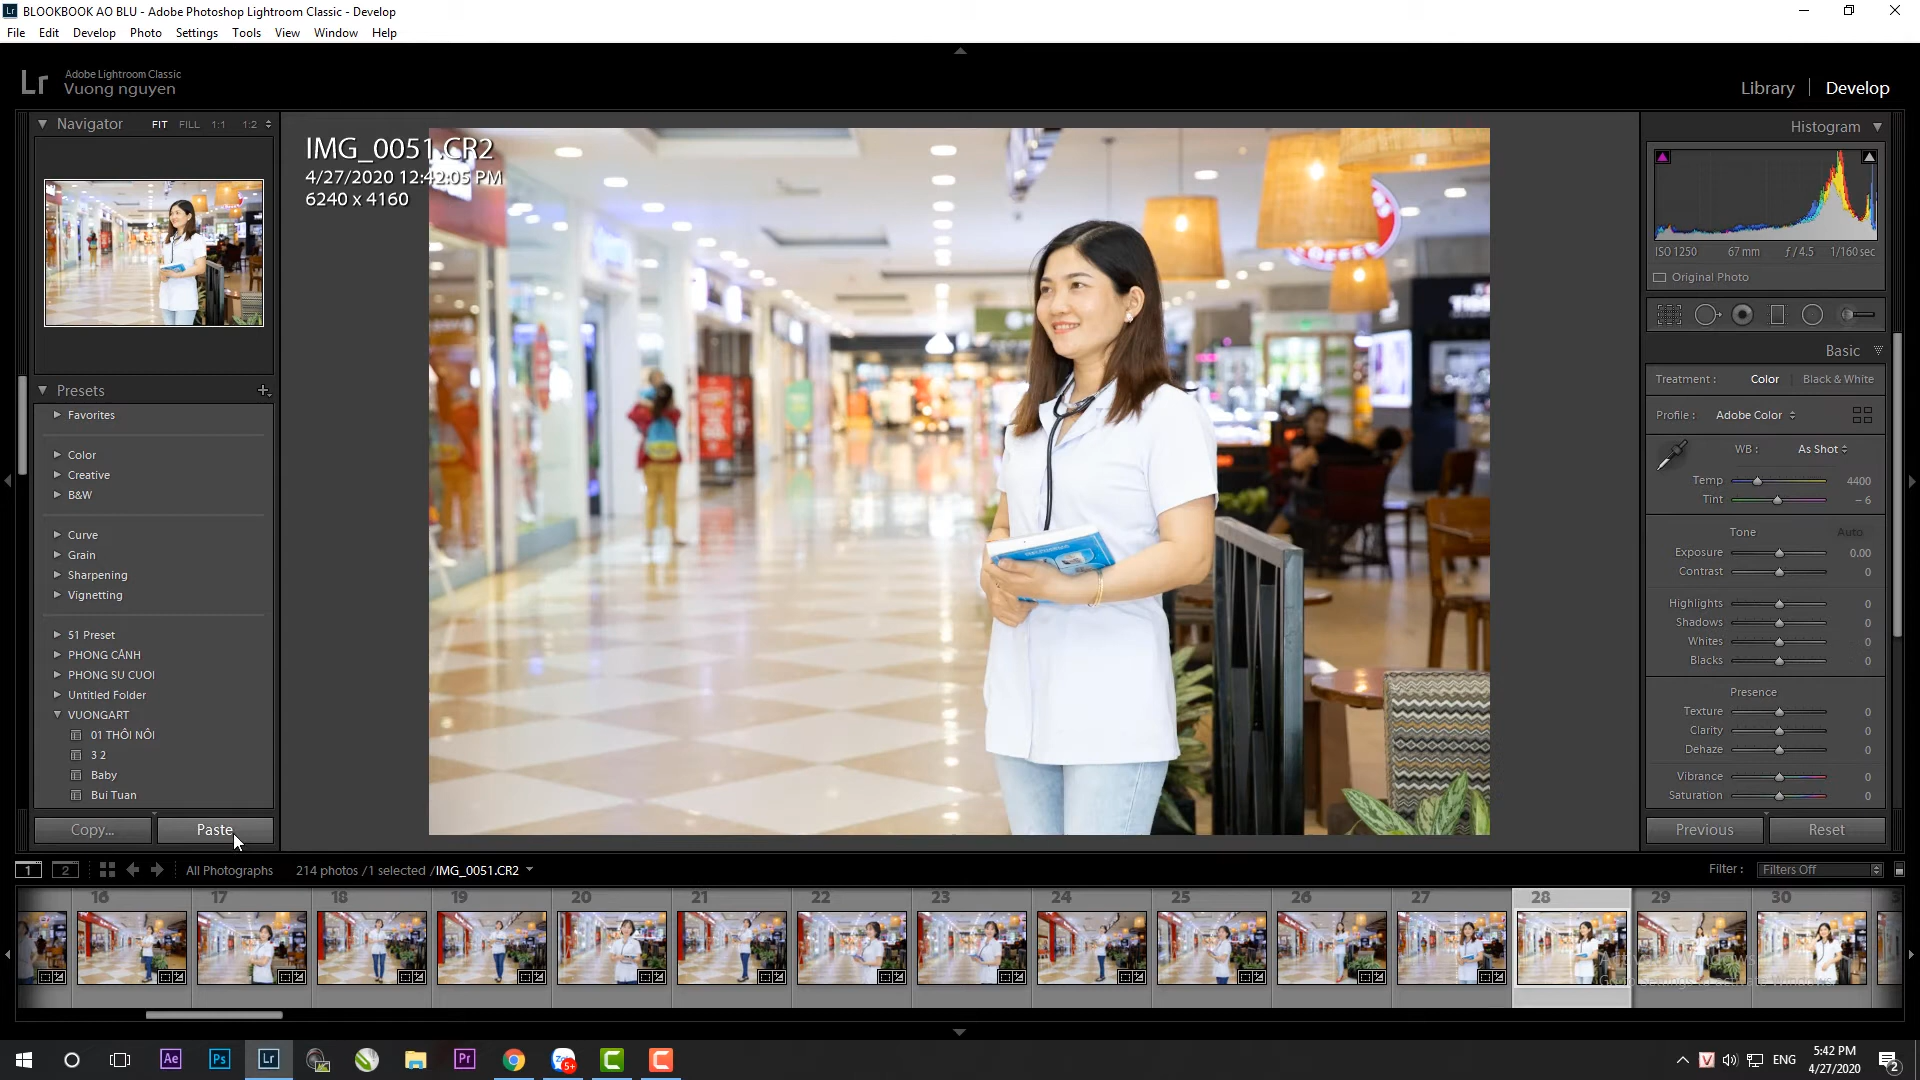 BLOOKBOOK AO BLU - Adobe Photoshop Lightroom Classic - Develop
File Edit Develop Photo Settings Tools View Window Help
Lr
Adobe Lightroom Classic
Vuong nguyen
Library | Develop
Navigator FIT FILL 1:1 1:2
IMG_0051.CR2
4/27/2020 12:42:05 PM
6240 x 4160
Presets
Favorites
Color
Creative
B&W
Curve
Grain
Sharpening
Vignetting
51 Preset
PHONG CẢNH
PHONG SU CUOI
Untitled Folder
VUONGART
01 THÔI NÔI
3 2
Baby
Bui Tuan
Copy... Paste
Histogram
ISO 1250 67 mm ƒ / 4.5 1/160 sec
Original Photo
Basic
Treatment : Color Black & White
Profile : Adobe Color
WB : As Shot
Temp 4400
Tint – 6
Tone Auto
Exposure 0.00
Contrast 0
Highlights 0
Shadows 0
Whites 0
Blacks 0
Presence
Texture 0
Clarity 0
Dehaze 0
Vibrance 0
Saturation 0
Previous Reset
1 2 All Photographs 214 photos /1 selected /IMG_0051.CR2 Filter : Filters Off
16 17 18 19 20 21 22 23 24 25 26 27 28 29 30
Ae Ps Lr Pr 5+ C C V ENG
5:42 PM
4/27/2020
2